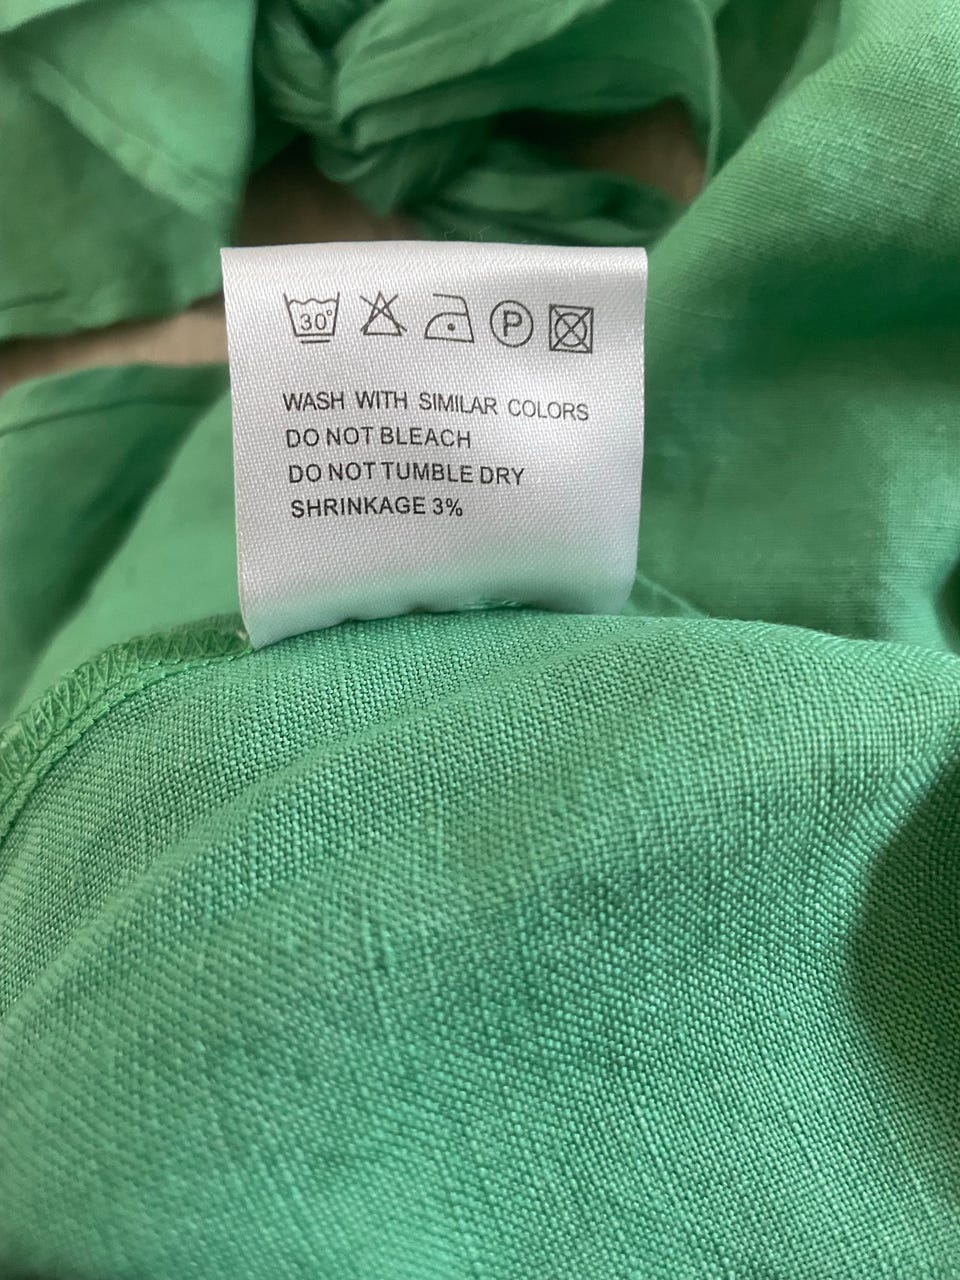 30° P
WASH WITH SIMILAR COLORS
DO NOT BLEACH
DO NOT TUMBLE DRY
SHRINKAGE 3%